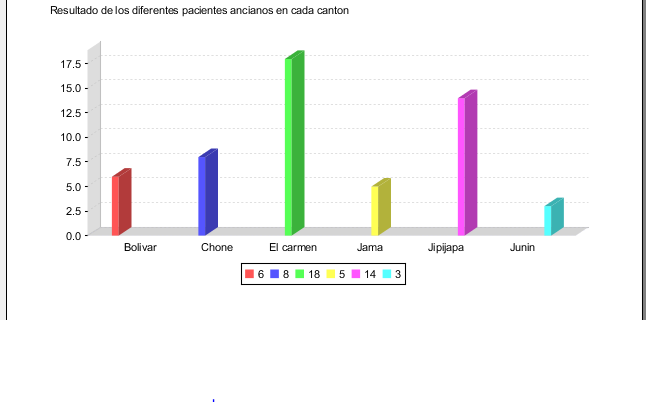 Resultado de los diferentes pacientes ancianos en cada canton
17.5
15.0
12.5
10.0
7.5
5.0
2.5
0.0
Bolivar Chone El carmen Jama Jipijapa Junin
6 8 18 5 14 3